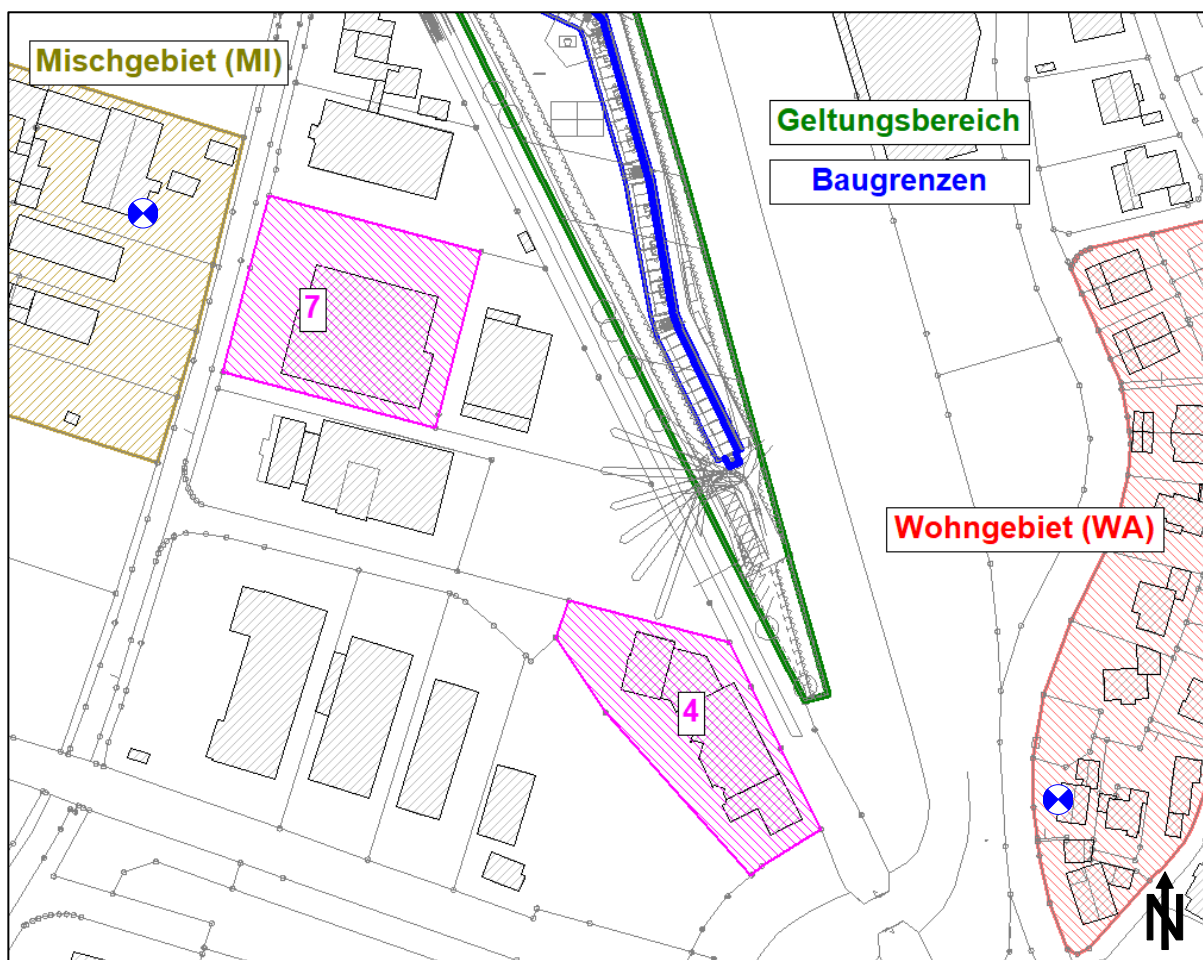 Mischgebiet (MI)
Geltungsbereich
Baugrenzen
7
Wohngebiet (WA)
4
N